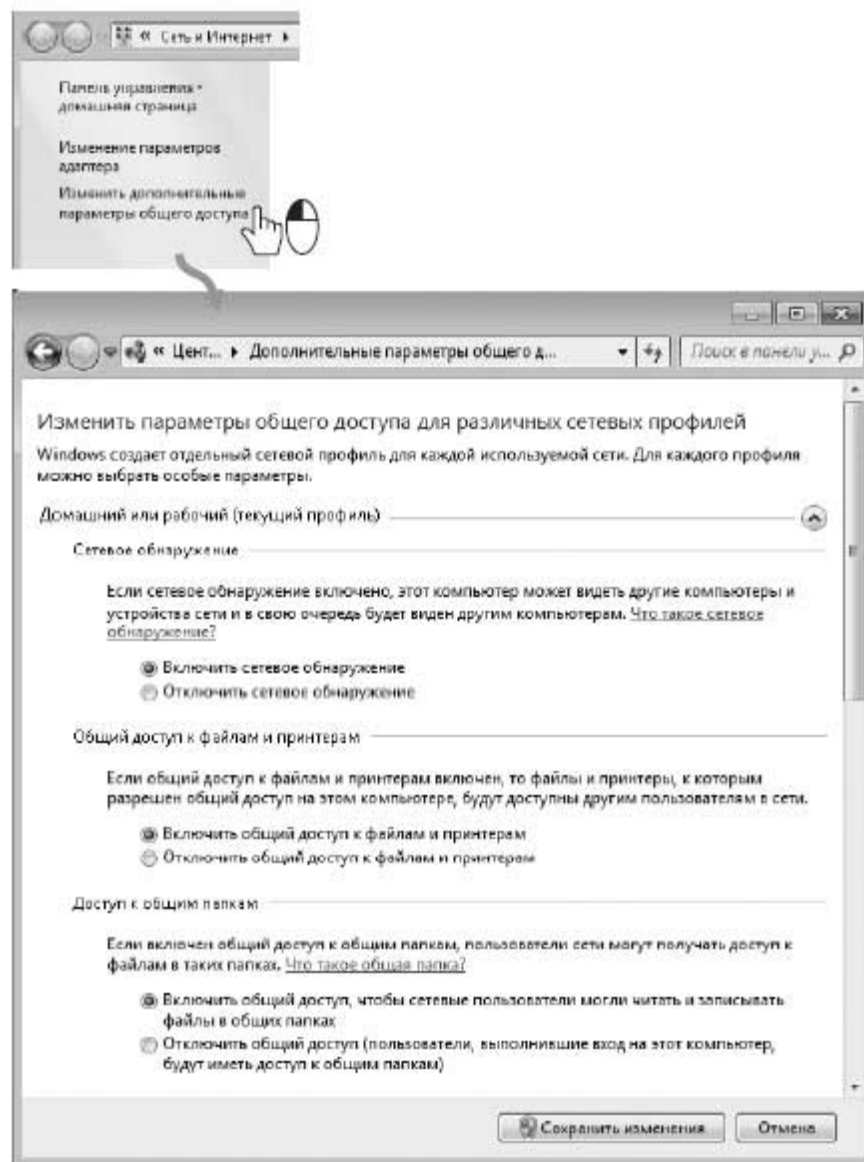 « Сеть и Интернет
Панель управления -
домашняя страница
Изменение параметров
адаптера
Изменить дополнительные
параметры общего доступа
« Цент... Дополнительные параметры общего д...
Поиск в панели у...
Изменить параметры общего доступа для различных сетевых профилей
Windows создает отдельный сетевой профиль для каждой используемой сети. Для каждого профиля
можно выбрать особые параметры.
Домашний или рабочий (текущий профиль)
Сетевое обнаружение
Если сетевое обнаружение включено, этот компьютер может видеть другие компьютеры и
устройства сети и в свою очередь будет виден другим компьютерам. Что такое сетевое
обнаружение?
Включить сетевое обнаружение
Отключить сетевое обнаружение
Общий доступ к файлам и принтерам
Если общий доступ к файлам и принтерам включен, то файлы и принтеры, к которым
разрешен общий доступ на этом компьютере, будут доступны другим пользователям в сети.
Включить общий доступ к файлам и принтерам
Отключить общий доступ к файлам и принтерам
Доступ к общим папкам
Если включен общий доступ к общим папкам, пользователи сети могут получать доступ к
файлам в таких папках. Что такое общая папка?
Включить общий доступ, чтобы сетевые пользователи могли читать и записывать
файлы в общих папках
Отключить общий доступ (пользователи, выполнившие вход на этот компьютер,
будут иметь доступ к общим папкам)
Сохранить изменения
Отмена